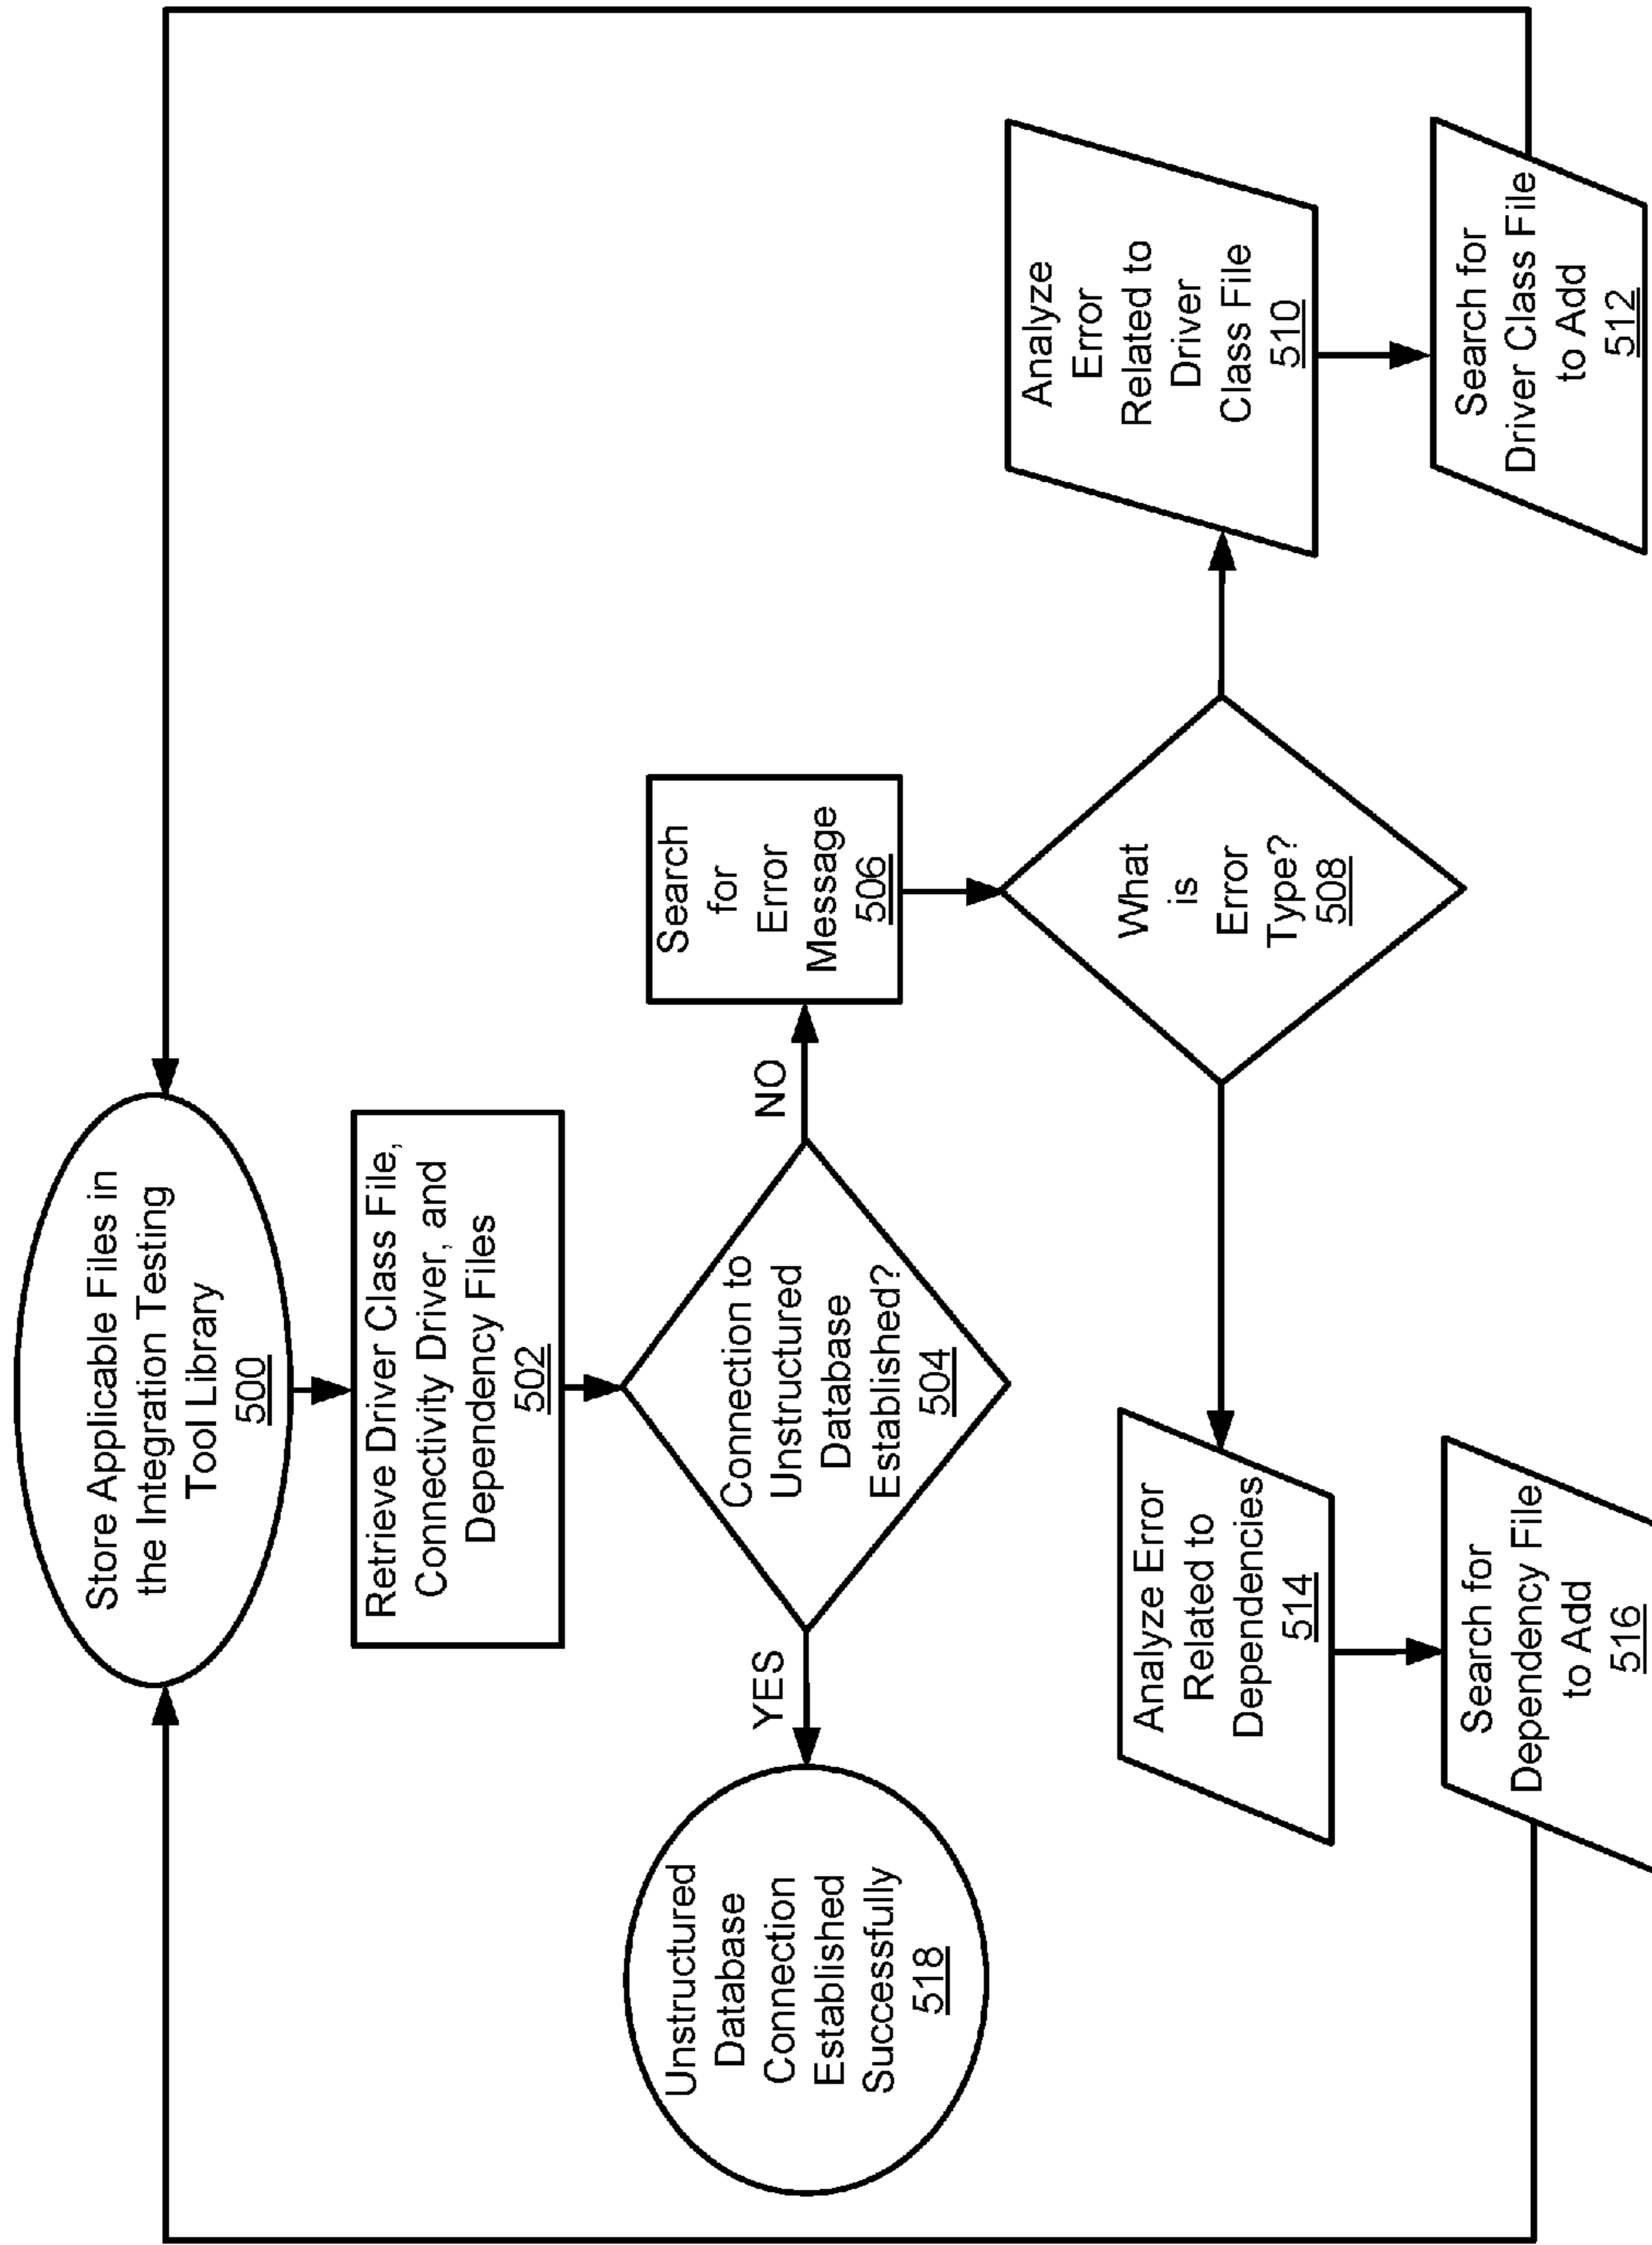 Store Applicable Files in
the Integration Testing
Tool Library
500
Retrieve Driver Class File,
Connectivity Driver, and
Dependency Files
502
Connection to
Unstructured
Database
Established?
504
YES
NO
Unstructured
Database
Connection
Established
Successfully
518
Search
for
Error
Message
506
What
is
Error
Type?
508
Analyze Error
Related to
Dependencies
514
Search for
Dependency File
to Add
516
Analyze
Error
Related to
Driver
Class File
510
Search for
Driver Class File
to Add
512